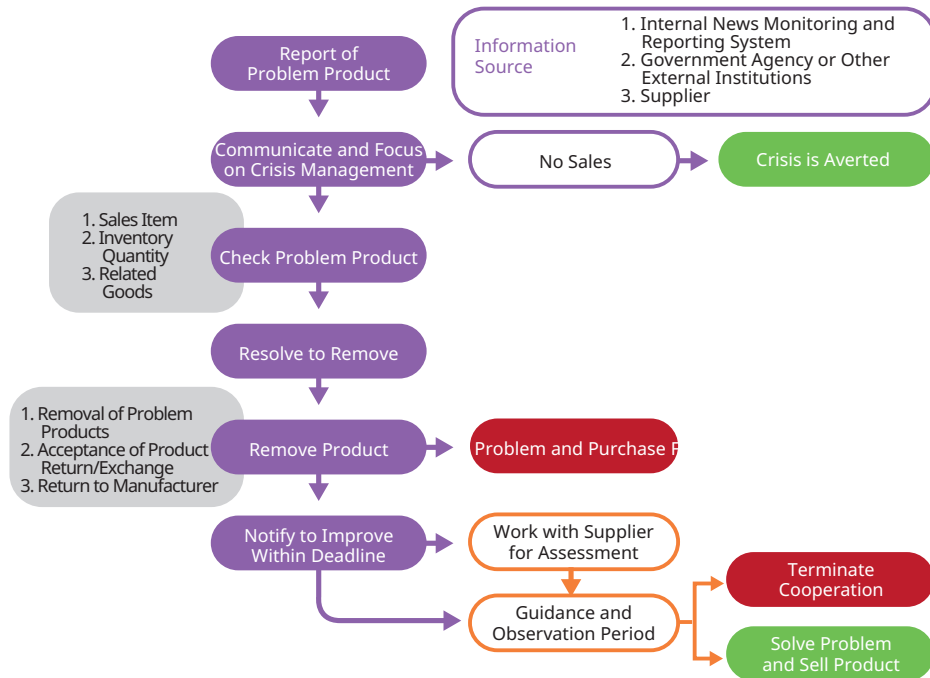 Report of
Problem Product
Information
Source
1. Internal News Monitoring and
Reporting System
2. Government Agency or Other
External Institutions
3. Supplier
Communicate and Focus
on Crisis Management
No Sales
Crisis is Averted
1. Sales Item
2. Inventory
Quantity
3. Related
Goods
Check Problem Product
Resolve to Remove
1. Removal of Problem
Products
2. Acceptance of Product
Return/Exchange
3. Return to Manufacturer
Remove Product
Problem and Purchase
Notify to Improve
Within Deadline
Work with Supplier
for Assessment
Guidance and
Observation Period
Terminate
Cooperation
Solve Problem
and Sell Product